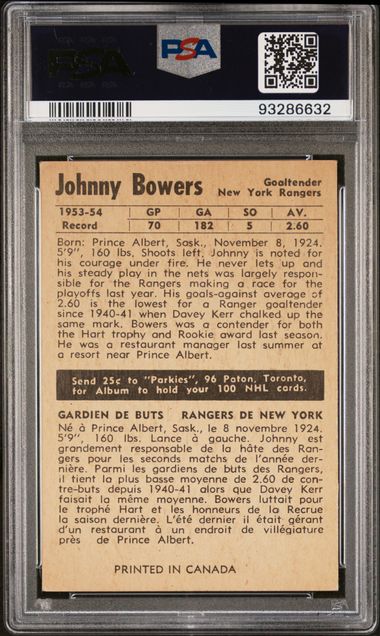 PSA
PSA
93286632
Johnny Bowers Goaltender
New York Rangers
1953-54 GP GA SO AV.
Record 70 182 5 2.60
Born: Prince Albert, Sask., November 8, 1924.
5'9", 160 lbs. Shoots left, Johnny is noted for
his courage under fire. He never lets up and
his steady play in the nets was largely respon-
sible for the Rangers making a race for the
playoffs last year. His goals-against average of
2.60 is the lowest for a Ranger goaltender
since 1940-41 when Davey Kerr chalked up the
same mark. Bowers was a contender for both
the Hart trophy and Rookie award last season.
He was a restaurant manager last summer at
a resort near Prince Albert.
Send 25c to "Parkies", 96 Paton, Toronto,
for Album to hold your 100 NHL cards.
GARDIEN DE BUTS RANGERS DE NEW YORK
Né à Prince Albert, Sask., le 8 novembre 1924.
5'9", 160 lbs. Lance à gauche. Johnny est
grandement responsable de la hâte des Ran-
gers pour les seconds matchs de l'année der-
nière. Parmi les gardiens de buts des Rangers,
il tient la plus basse moyenne de 2.60 de con-
tre-buts depuis 1940-41 alors que Davey Kerr
faisait la même moyenne. Bowers luttait pour
le trophé Hart et les honneurs de la Recrue
la saison dernière. L'été dernier il était gérant
d'un restaurant à un endroit de villégiature
près de Prince Albert.
PRINTED IN CANADA